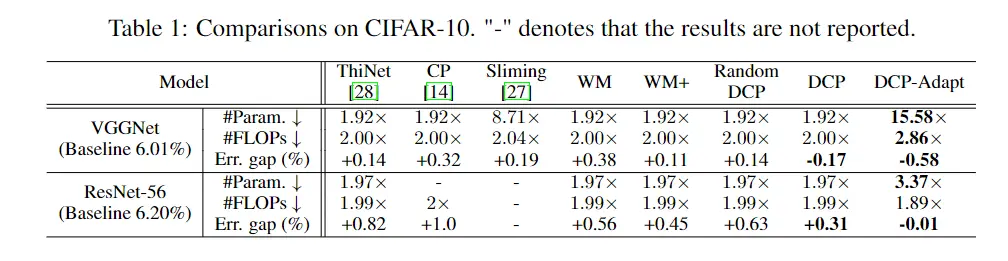 Table 1: Comparisons on CIFAR-10. "-" denotes that the results are not reported.
Model ThiNet [28] CP [14] Sliming [27] WM WM+ Random DCP DCP DCP-Adapt
VGGNet (Baseline 6.01%) #Param. ↓ 1.92× 1.92× 8.71× 1.92× 1.92× 1.92× 1.92× 15.58×
#FLOPs ↓ 2.00× 2.00× 2.04× 2.00× 2.00× 2.00× 2.00× 2.86×
Err. gap (%) +0.14 +0.32 +0.19 +0.38 +0.11 +0.14 -0.17 -0.58
ResNet-56 (Baseline 6.20%) #Param. ↓ 1.97× - - 1.97× 1.97× 1.97× 1.97× 3.37×
#FLOPs ↓ 1.99× 2× - 1.99× 1.99× 1.99× 1.99× 1.89×
Err. gap (%) +0.82 +1.0 - +0.56 +0.45 +0.63 +0.31 -0.01